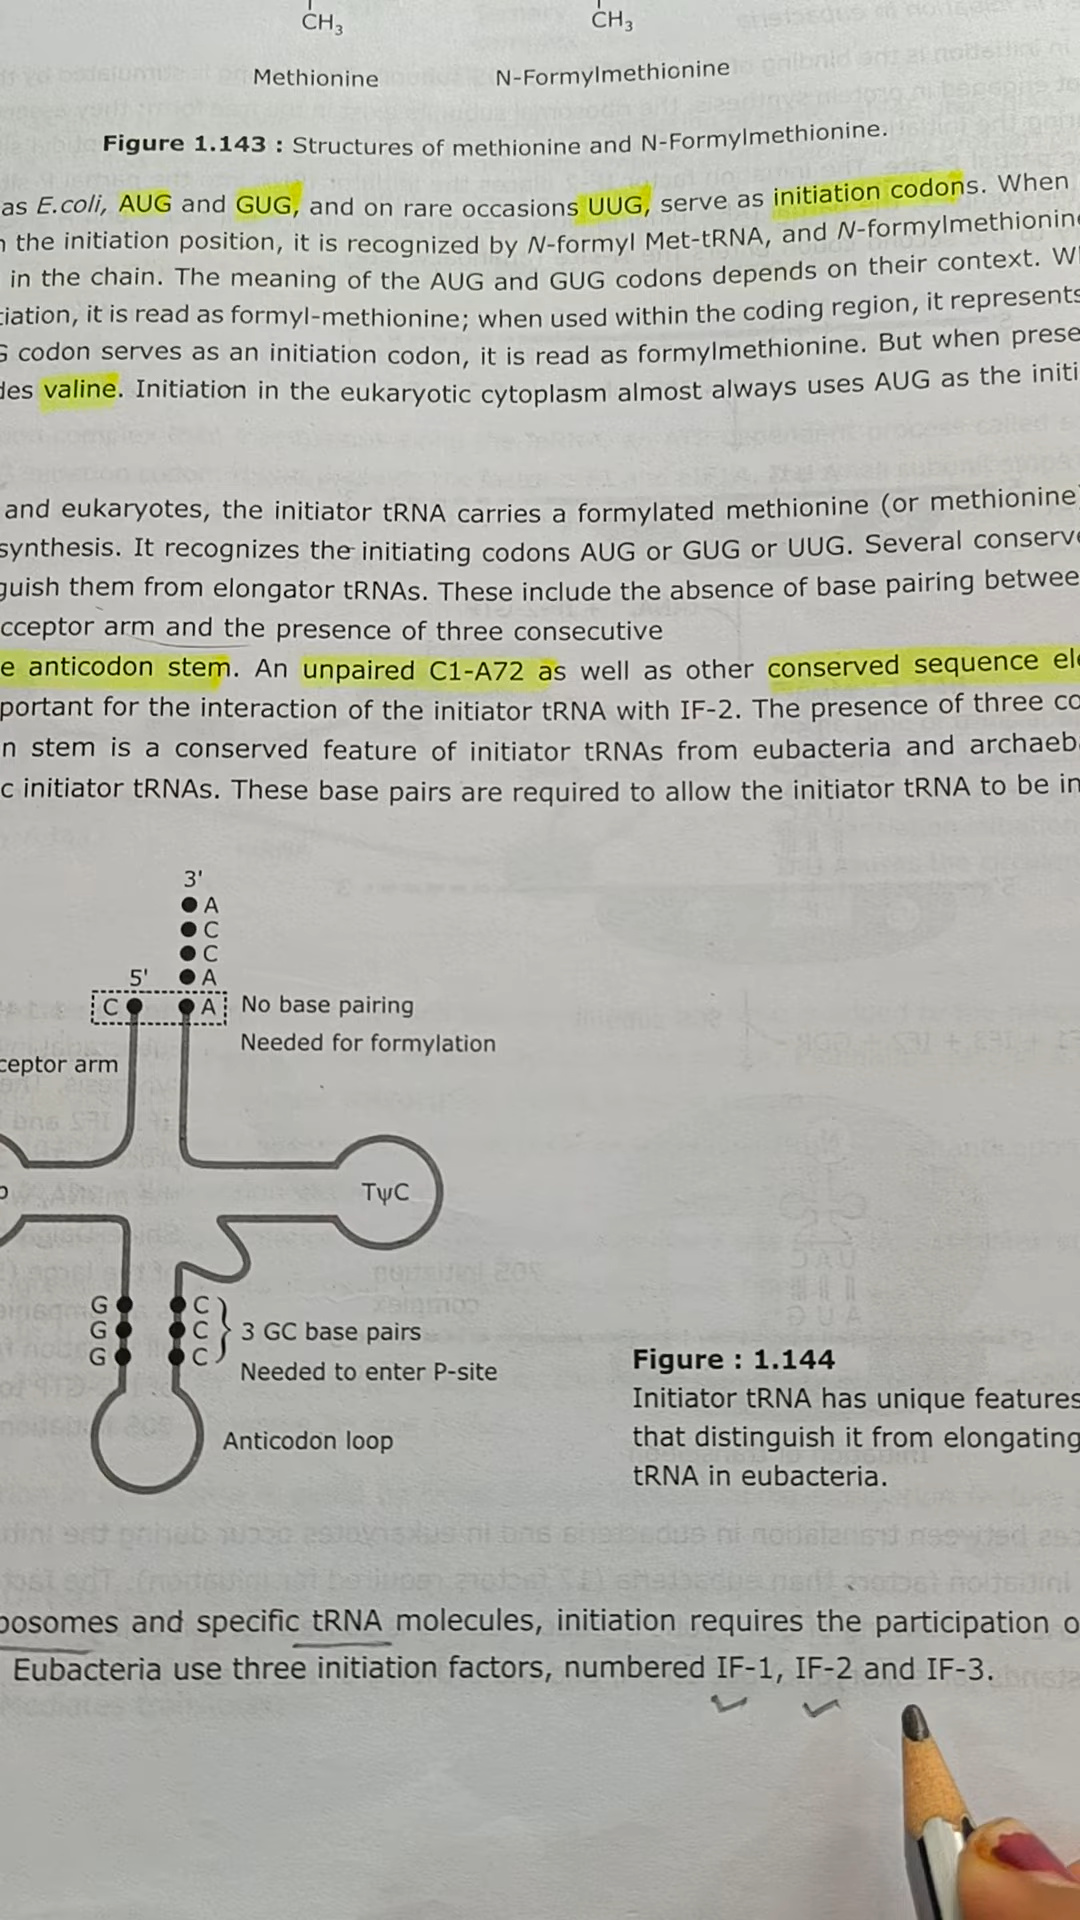 CH3 CH3
Methionine N-Formylmethionine
Figure 1.143 : Structures of methionine and N-Formylmethionine.
as E.coli, AUG and GUG, and on rare occasions UUG, serve as initiation codons. When
the initiation position, it is recognized by N-formyl Met-tRNA, and N-formylmethionin
in the chain. The meaning of the AUG and GUG codons depends on their context. W
iation, it is read as formyl-methionine; when used within the coding region, it represents
codon serves as an initiation codon, it is read as formylmethionine. But when prese
des valine. Initiation in the eukaryotic cytoplasm almost always uses AUG as the initi
and eukaryotes, the initiator tRNA carries a formylated methionine (or methionine
synthesis. It recognizes the initiating codons AUG or GUG or UUG. Several conserv
guish them from elongator tRNAs. These include the absence of base pairing betwee
cceptor arm and the presence of three consecutive
e anticodon stem. An unpaired C1-A72 as well as other conserved sequence el
portant for the interaction of the initiator tRNA with IF-2. The presence of three co
n stem is a conserved feature of initiator tRNAs from eubacteria and archaeb
c initiator tRNAs. These base pairs are required to allow the initiator tRNA to be in
3'
A
C
C
5' A
C A No base pairing
Needed for formylation
ceptor arm
TψC
G C
G C 3 GC base pairs
G C
Needed to enter P-site
Anticodon loop
Figure : 1.144
Initiator tRNA has unique features
that distinguish it from elongating
tRNA in eubacteria.
bosomes and specific tRNA molecules, initiation requires the participation o
Eubacteria use three initiation factors, numbered IF-1, IF-2 and IF-3.